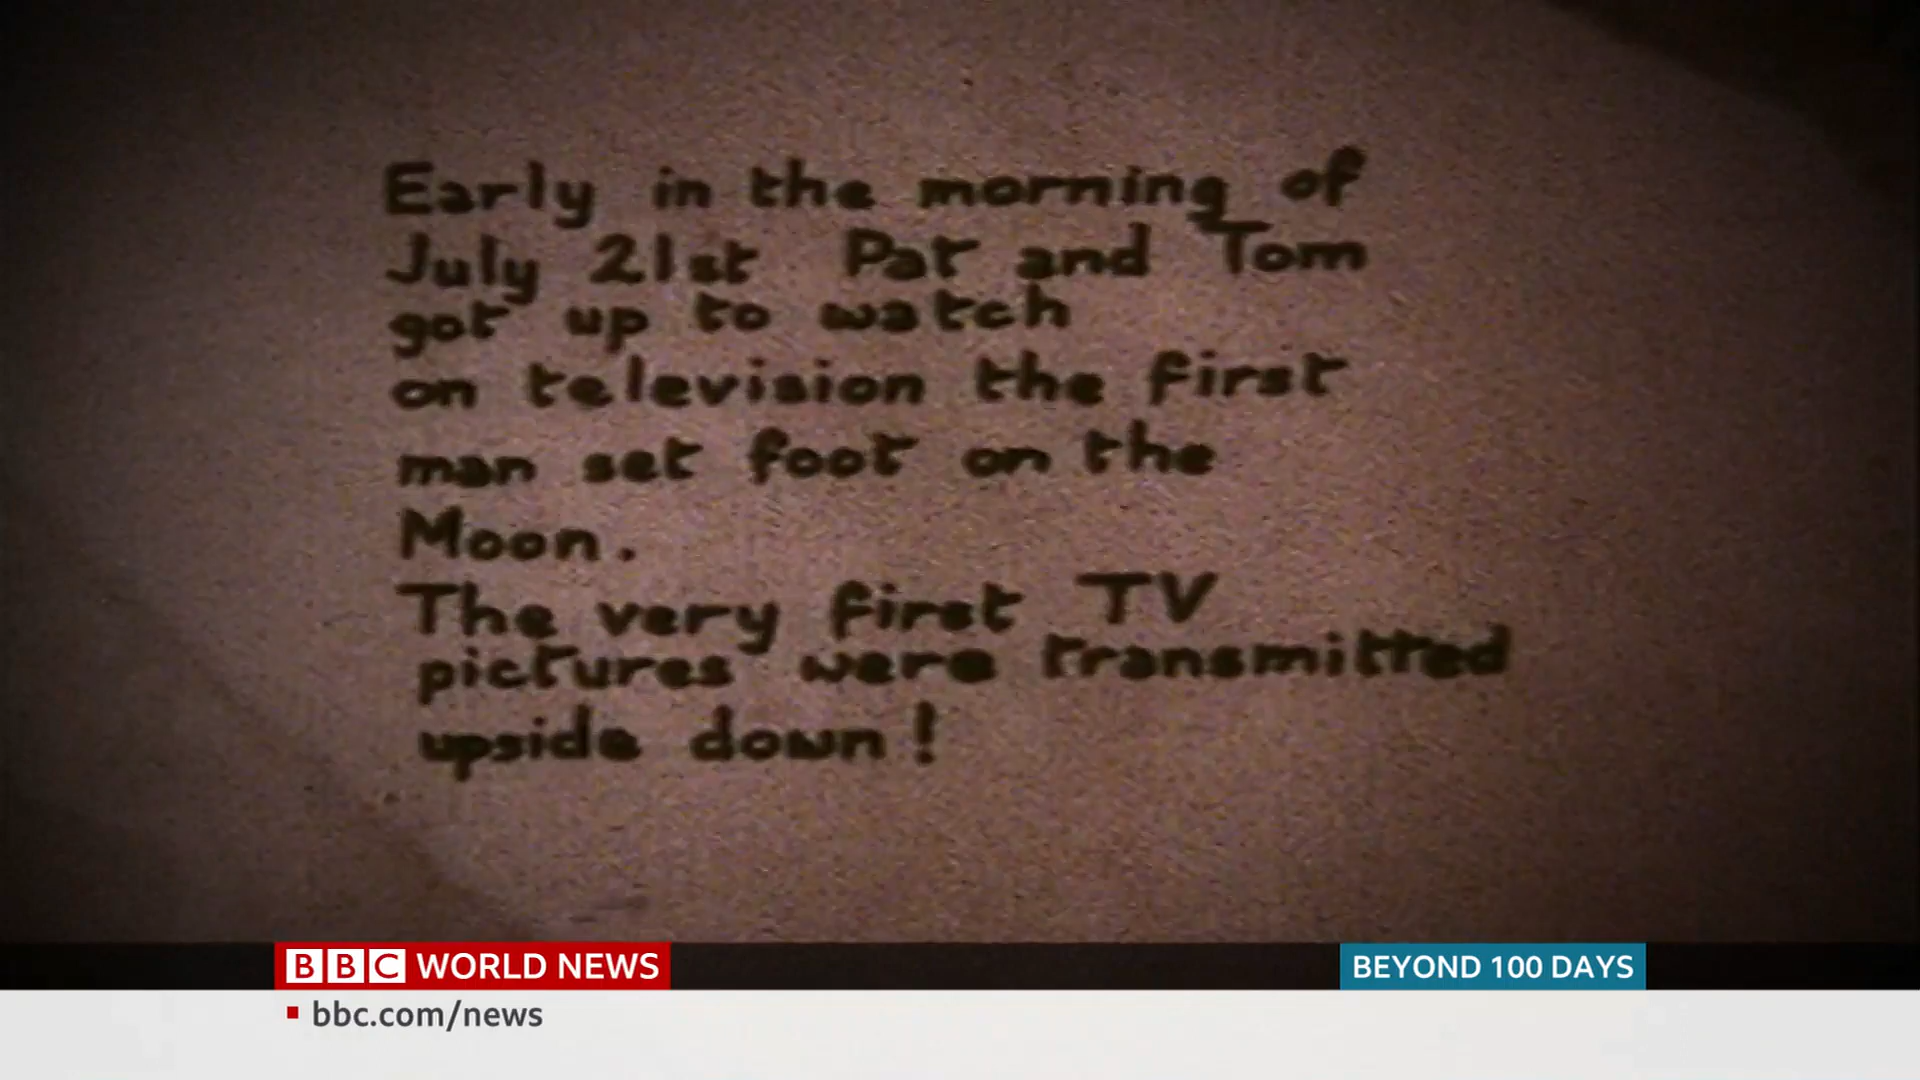 Early in the morning of
July 21st Pat and Tom
got up to watch
on television the first
man set foot on the
Moon.
The very first TV
pictures were transmitted
upside down!
BBC WORLD NEWS
BEYOND 100 DAYS
bbc.com/news